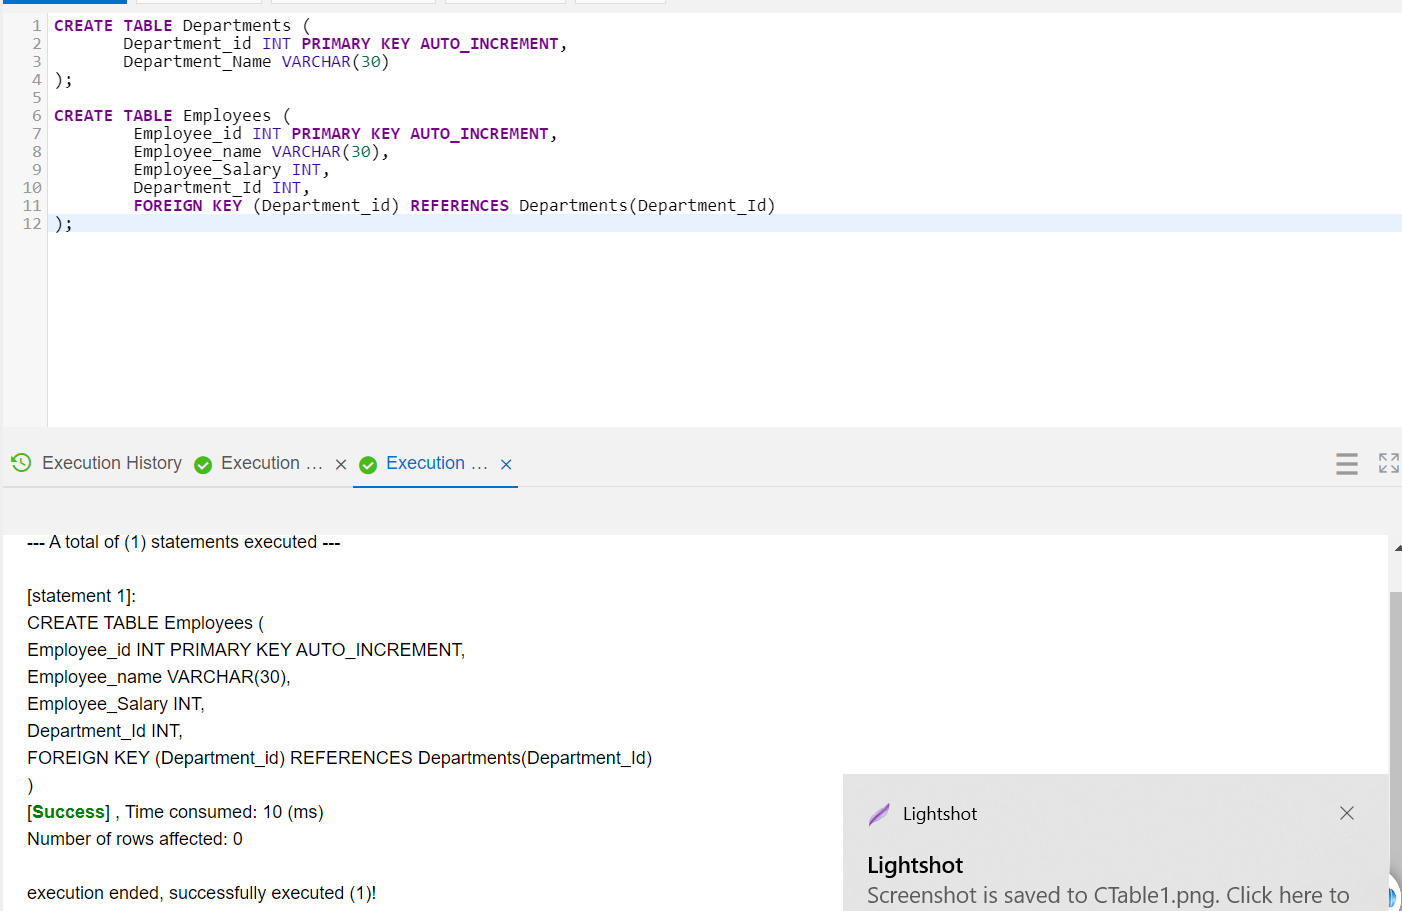 1 CREATE TABLE Departments (
2 Department_id INT PRIMARY KEY AUTO_INCREMENT,
3 Department_Name VARCHAR(30)
4 );
5
6 CREATE TABLE Employees (
7 Employee_id INT PRIMARY KEY AUTO_INCREMENT,
8 Employee_name VARCHAR(30),
9 Employee_Salary INT,
10 Department_Id INT,
11 FOREIGN KEY (Department_id) REFERENCES Departments(Department_Id)
12 );
Execution History Execution ... × Execution ... ×
--- A total of (1) statements executed ---
[statement 1]:
CREATE TABLE Employees (
Employee_id INT PRIMARY KEY AUTO_INCREMENT,
Employee_name VARCHAR(30),
Employee_Salary INT,
Department_Id INT,
FOREIGN KEY (Department_id) REFERENCES Departments(Department_Id)
)
[Success] , Time consumed: 10 (ms)
Number of rows affected: 0
execution ended, successfully executed (1)!
Lightshot
Lightshot
Screenshot is saved to CTable1.png. Click here to